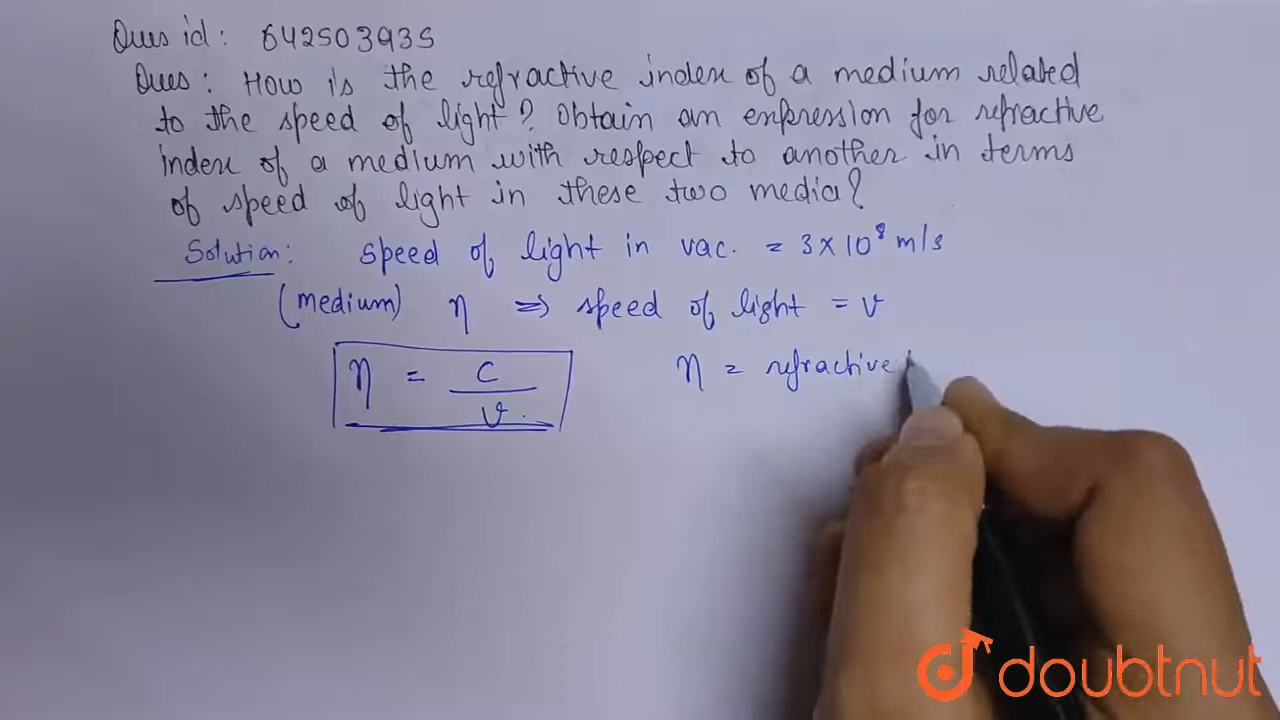 Ques id: 642503935
Ques: How is the refractive index of a medium related
to the speed of light? Obtain an expression for refractive
index of a medium with respect to another in terms
of speed of light in these two media?
Solution: speed of light in vac. = 3×10⁸ m/s
(medium) η ⇒ speed of light = v
η = c/v. η = refractive i
doubtnut